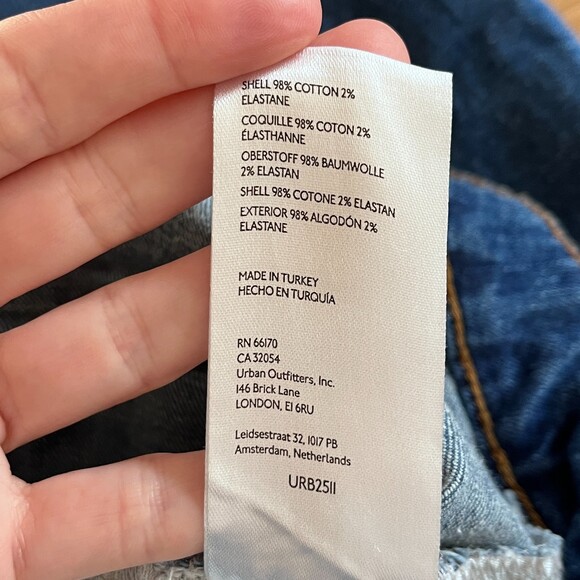 SHELL 98% COTTON 2%
ELASTANE
COQUILLE 98% COTON 2%
ÉLASTHANNE
OBERSTOFF 98% BAUMWOLLE
2% ELASTAN
SHELL 98% COTONE 2% ELASTAN
EXTERIOR 98% ALGODÓN 2%
ELASTANE
MADE IN TURKEY
HECHO EN TURQUÍA
RN 66170
CA 32054
Urban Outfitters, Inc.
146 Brick Lane
LONDON, E1 6RU
Leidsestraat 32, 1017 PB
Amsterdam, Netherlands
URB2511